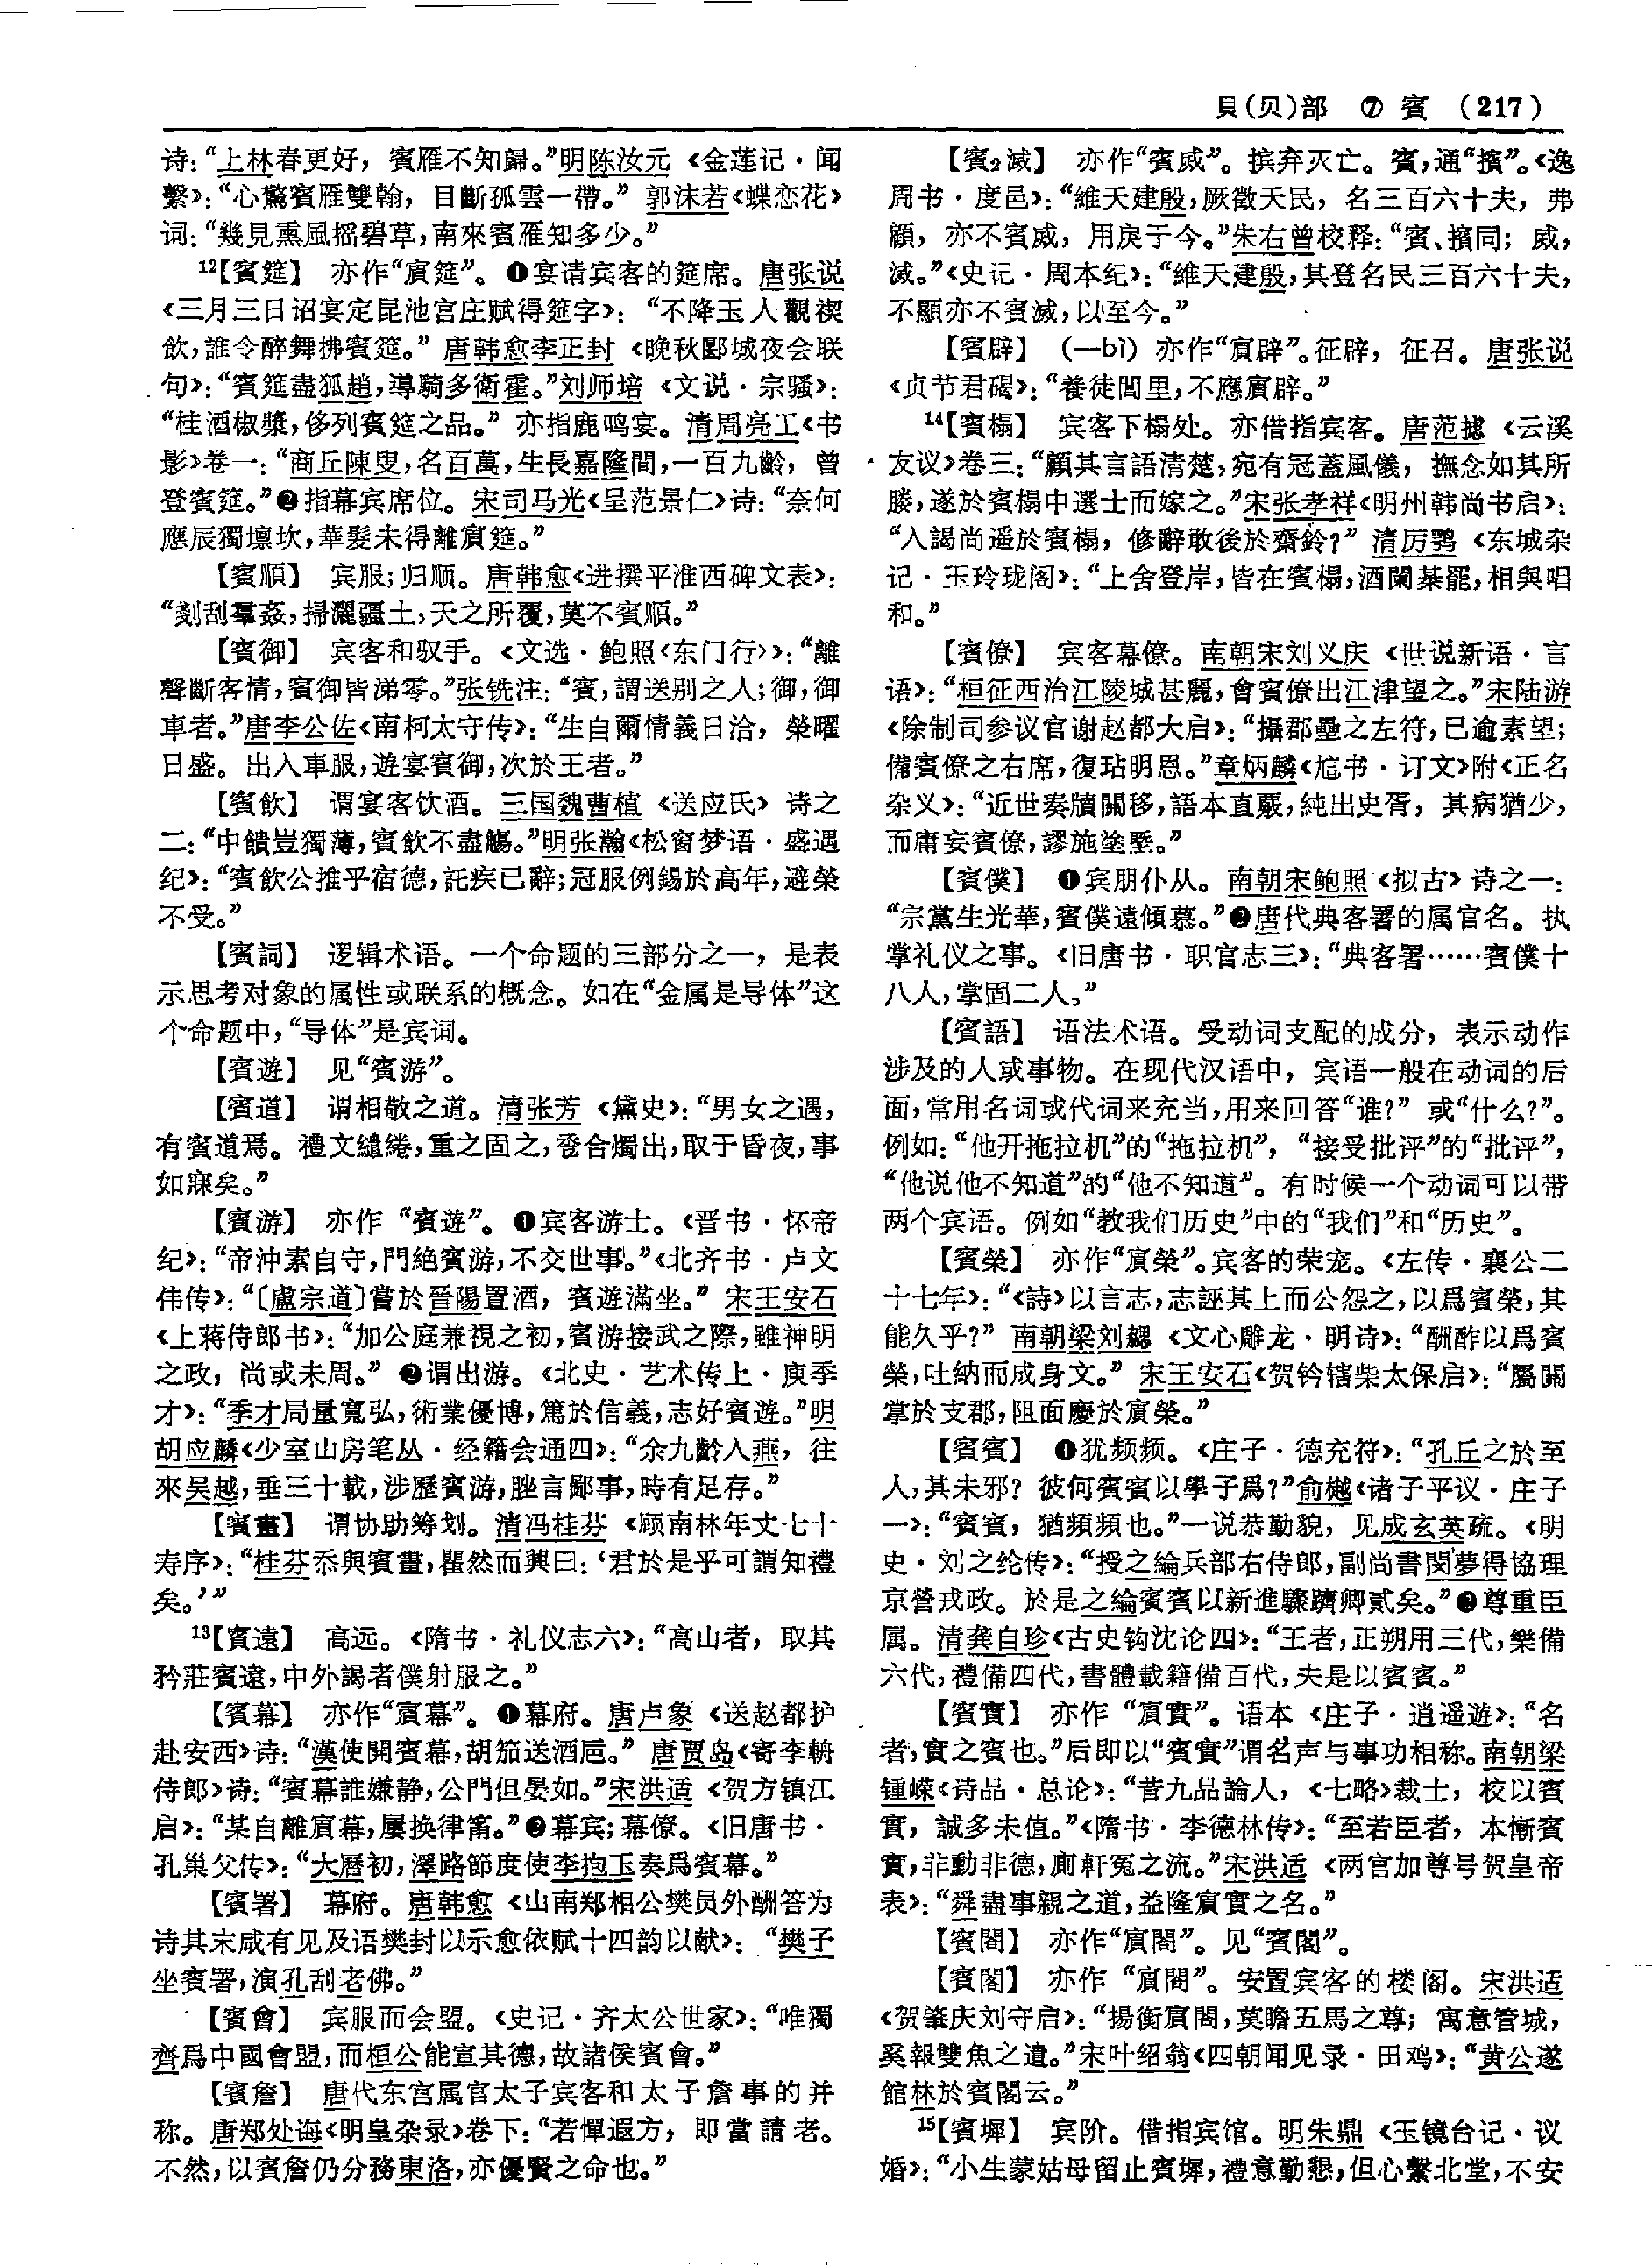 貝(贝)部　⑦ 賓　(217)
诗：“上林春更好，賓雁不知歸。”明陈汝元《金莲记·闻
繫》：“心驚賓雁雙翰，目斷孤雲一帶。”郭沫若《蝶恋花》
词：“幾見熏風摇碧草，南來賓雁知多少。”
12【賓筵】　亦作“賔筵”。❶宴请宾客的筵席。唐张说
《三月三日诏宴定昆池宫庄赋得筵字》：“不降玉人觀禊
飲，誰令醉舞拂賓筵。”唐韩愈李正封《晚秋郾城夜会联
句》：“賓筵盡狐趙，導騎多衛霍。”刘师培《文说·宗骚》：
“桂酒椒漿，侈列賓筵之品。”亦指鹿鸣宴。清周亮工《书
影》卷一：“商丘陳叟，名百萬，生長嘉隆間，一百九齡，曾
登賓筵。”❷指幕宾席位。宋司马光《呈范景仁》诗：“奈何
應辰獨壈坎，華髮未得離賔筵。”
【賓順】　宾服；归顺。唐韩愈《进撰平淮西碑文表》：
“剗刮羣姦，掃灑疆土，天之所覆，莫不賓順。”
【賓御】　宾客和驭手。《文选·鲍照〈东门行〉》：“離
聲斷客情，賓御皆涕零。”张铣注：“賓，謂送别之人；御，御
車者。”唐李公佐《南柯太守传》：“生自爾情義日洽，榮曜
日盛。出入車服，遊宴賓御，次於王者。”
【賓飲】　谓宴客饮酒。三国魏曹植《送应氏》诗之
二：“中饋豈獨薄，賓飲不盡觴。”明张瀚《松窗梦语·盛遇
纪》：“賓飲公推乎宿德，託疾已辭；冠服例錫於高年，避榮
不受。”
【賓詞】　逻辑术语。一个命题的三部分之一，是表
示思考对象的属性或联系的概念。如在“金属是导体”这
个命题中，“导体”是宾词。
【賓遊】　见“賓游”。
【賓道】　谓相敬之道。清张芳《黛史》：“男女之遇，
有賓道焉。禮文繾綣，重之固之，卺合燭出，取于昏夜，事
如寐矣。”
【賓游】　亦作“賓遊”。❶宾客游士。《晋书·怀帝
纪》：“帝沖素自守，門絶賓游，不交世事。”《北齐书·卢文
伟传》：“〔盧宗道〕嘗於晉陽置酒，賓遊滿坐。”宋王安石
《上蒋侍郎书》：“加公庭兼視之初，賓游接武之際，雖神明
之政，尚或未周。”❷谓出游。《北史·艺术传上·庾季
才》：“季才局量寬弘，術業優博，篤於信義，志好賓遊。”明
胡应麟《少室山房笔丛·经籍会通四》：“余九齡入燕，往
來吴越，垂三十載，涉歷賓游，脞言鄙事，時有足存。”
【賓畫】　谓协助筹划。清冯桂芬《顾南林年丈七十
寿序》：“桂芬忝與賓畫，瞿然而興曰：‘君於是乎可謂知禮
矣。’”
13【賓遠】　高远。《隋书·礼仪志六》：“高山者，取其
矜莊賓遠，中外謁者僕射服之。”
【賓幕】　亦作“賔幕”。❶幕府。唐卢象《送赵都护
赴安西》诗：“漢使開賓幕，胡笳送酒卮。”唐贾岛《寄李輈
侍郎》诗：“賓幕誰嫌静，公門但晏如。”宋洪适《贺方镇江
启》：“某自離賔幕，屢换律筩。”❷幕宾；幕僚。《旧唐书·
孔巢父传》：“大曆初，澤路節度使李抱玉奏爲賓幕。”
【賓署】　幕府。唐韩愈《山南郑相公樊员外酬答为
诗其末咸有见及语樊封以示愈依赋十四韵以献》：“樊子
坐賓署，演孔刮老佛。”
【賓會】　宾服而会盟。《史记·齐太公世家》：“唯獨
齊爲中國會盟，而桓公能宣其德，故諸侯賓會。”
【賓詹】　唐代东宫属官太子宾客和太子詹事的并
称。唐郑处诲《明皇杂录》卷下：“若憚遐方，即當請老。
不然，以賓詹仍分務東洛，亦優賢之命也。”
【賓2滅】　亦作“賓烕”。摈弃灭亡。賓，通“擯”。《逸
周书·度邑》：“維天建殷，厥徵天民，名三百六十夫，弗
顧，亦不賓烕，用戾于今。”朱右曾校释：“賓、擯同；烕，
滅。”《史记·周本纪》：“維天建殷，其登名民三百六十夫，
不顯亦不賓滅，以至今。”
【賓辟】　(—bì) 亦作“賔辟”。征辟，征召。唐张说
《贞节君碣》：“養徒閭里，不應賔辟。”
14【賓榻】　宾客下榻处。亦借指宾客。唐范摅《云溪
友议》卷三：“顧其言語清楚，宛有冠蓋風儀，撫念如其所
媵，遂於賓榻中選士而嫁之。”宋张孝祥《明州韩尚书启》：
“入謁尚遥於賓榻，修辭敢後於齋鈴？”清厉鹗《东城杂
记·玉玲珑阁》：“上舍登岸，皆在賓榻，酒闌棊罷，相與唱
和。”
【賓僚】　宾客幕僚。南朝宋刘义庆《世说新语·言
语》：“桓征西治江陵城甚麗，會賓僚出江津望之。”宋陆游
《除制司参议官谢赵都大启》：“攝郡壘之左符，已逾素望；
備賓僚之右席，復玷明恩。”章炳麟《訄书·订文》附《正名
杂义》：“近世奏牘關移，語本直覈，純出史胥，其病猶少，
而庸妄賓僚，謬施塗塈。”
【賓僕】　❶宾朋仆从。南朝宋鲍照《拟古》诗之一：
“宗黨生光華，賓僕遠傾慕。”❷唐代典客署的属官名。执
掌礼仪之事。《旧唐书·职官志三》：“典客署……賓僕十
八人，掌固二人。”
【賓語】　语法术语。受动词支配的成分，表示动作
涉及的人或事物。在现代汉语中，宾语一般在动词的后
面，常用名词或代词来充当，用来回答“谁？”或“什么？”。
例如：“他开拖拉机”的“拖拉机”，“接受批评”的“批评”，
“他说他不知道”的“他不知道”。有时候一个动词可以带
两个宾语。例如“教我们历史”中的“我们”和“历史”。
【賓榮】　亦作“賔榮”。宾客的荣宠。《左传·襄公二
十七年》：“《詩》以言志，志誣其上而公怨之，以爲賓榮，其
能久乎？”南朝梁刘勰《文心雕龙·明诗》：“酬酢以爲賓
榮，吐納而成身文。”宋王安石《贺钤辖柴太保启》：“屬關
掌於支郡，阻面慶於賔榮。”
【賓賓】　❶犹频频。《庄子·德充符》：“孔丘之於至
人，其未邪？彼何賓賓以學子爲？”俞樾《诸子平议·庄子
一》：“賓賓，猶頻頻也。”一说恭勤貌，见成玄英疏。《明
史·刘之纶传》：“授之綸兵部右侍郎，副尚書閔夢得協理
京營戎政。於是之綸賓賓以新進驟躋卿貳矣。”❷尊重臣
属。清龚自珍《古史钩沈论四》：“王者，正朔用三代，樂備
六代，禮備四代，書體載籍備百代，夫是以賓賓。”
【賓實】　亦作“賔實”。语本《庄子·逍遥遊》：“名
者，實之賓也。”后即以“賓實”谓名声与事功相称。南朝梁
锺嵘《诗品·总论》：“昔九品論人，《七略》裁士，校以賓
實，誠多未值。”《隋书·李德林传》：“至若臣者，本慚賓
實，非勳非德，廁軒冕之流。”宋洪适《两宫加尊号贺皇帝
表》：“舜盡事親之道，益隆賔實之名。”
【賓閤】　亦作“賔閤”。见“賓閣”。
【賓閣】　亦作“賔閤”。安置宾客的楼阁。宋洪适
《贺肇庆刘守启》：“揚衡賔閤，莫瞻五馬之尊；寓意管城，
奚報雙魚之遺。”宋叶绍翁《四朝闻见录·田鸡》：“黄公遂
館林於賓閣云。”
15【賓墀】　宾阶。借指宾馆。明朱鼎《玉镜台记·议
婚》：“小生蒙姑母留止賓墀，禮意勤懇，但心繫北堂，不安